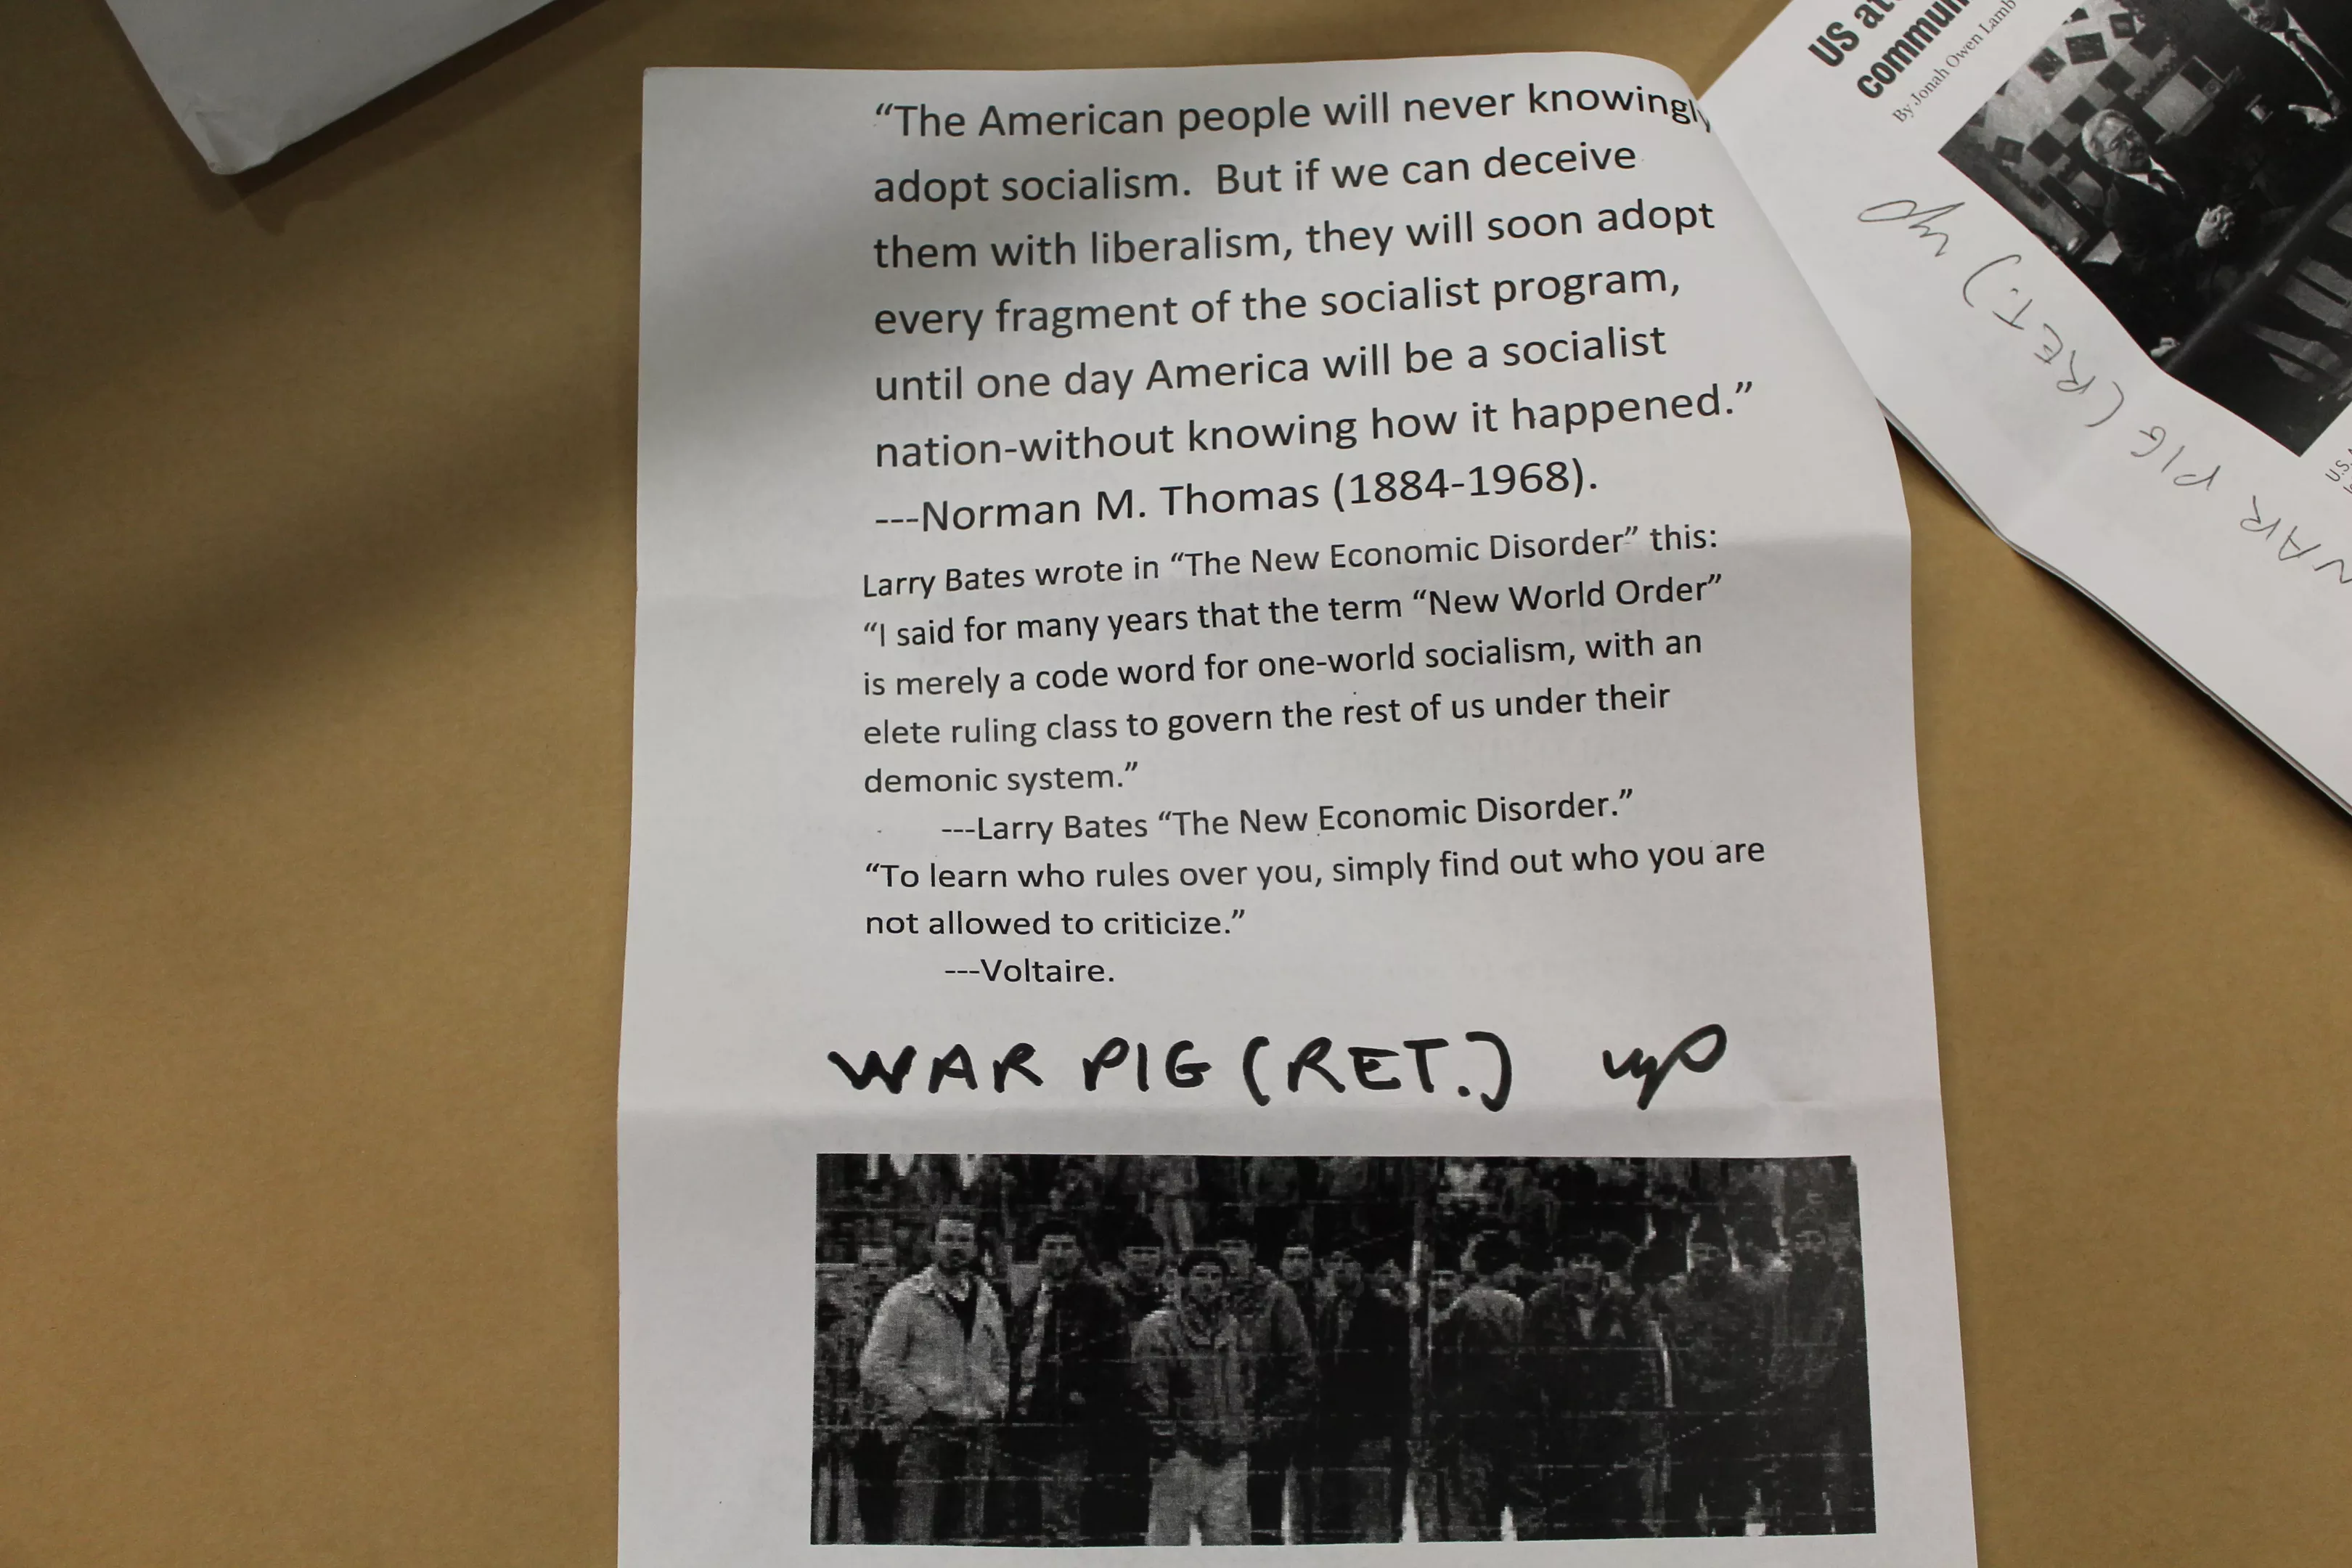 “The American people will never knowingly
adopt socialism.  But if we can deceive
them with liberalism, they will soon adopt
every fragment of the socialist program,
until one day America will be a socialist
nation-without knowing how it happened.”
---Norman M. Thomas (1884-1968).
Larry Bates wrote in “The New Economic Disorder” this:
“I said for many years that the term “New World Order”
is merely a code word for one-world socialism, with an
elete ruling class to govern the rest of us under their
demonic system.”
---Larry Bates “The New Economic Disorder.”
“To learn who rules over you, simply find out who you are
not allowed to criticize.”
---Voltaire.
WAR PIG (RET.)
US
By Jonah Owen Lamb
WAR PIG (RET.)
U.S.